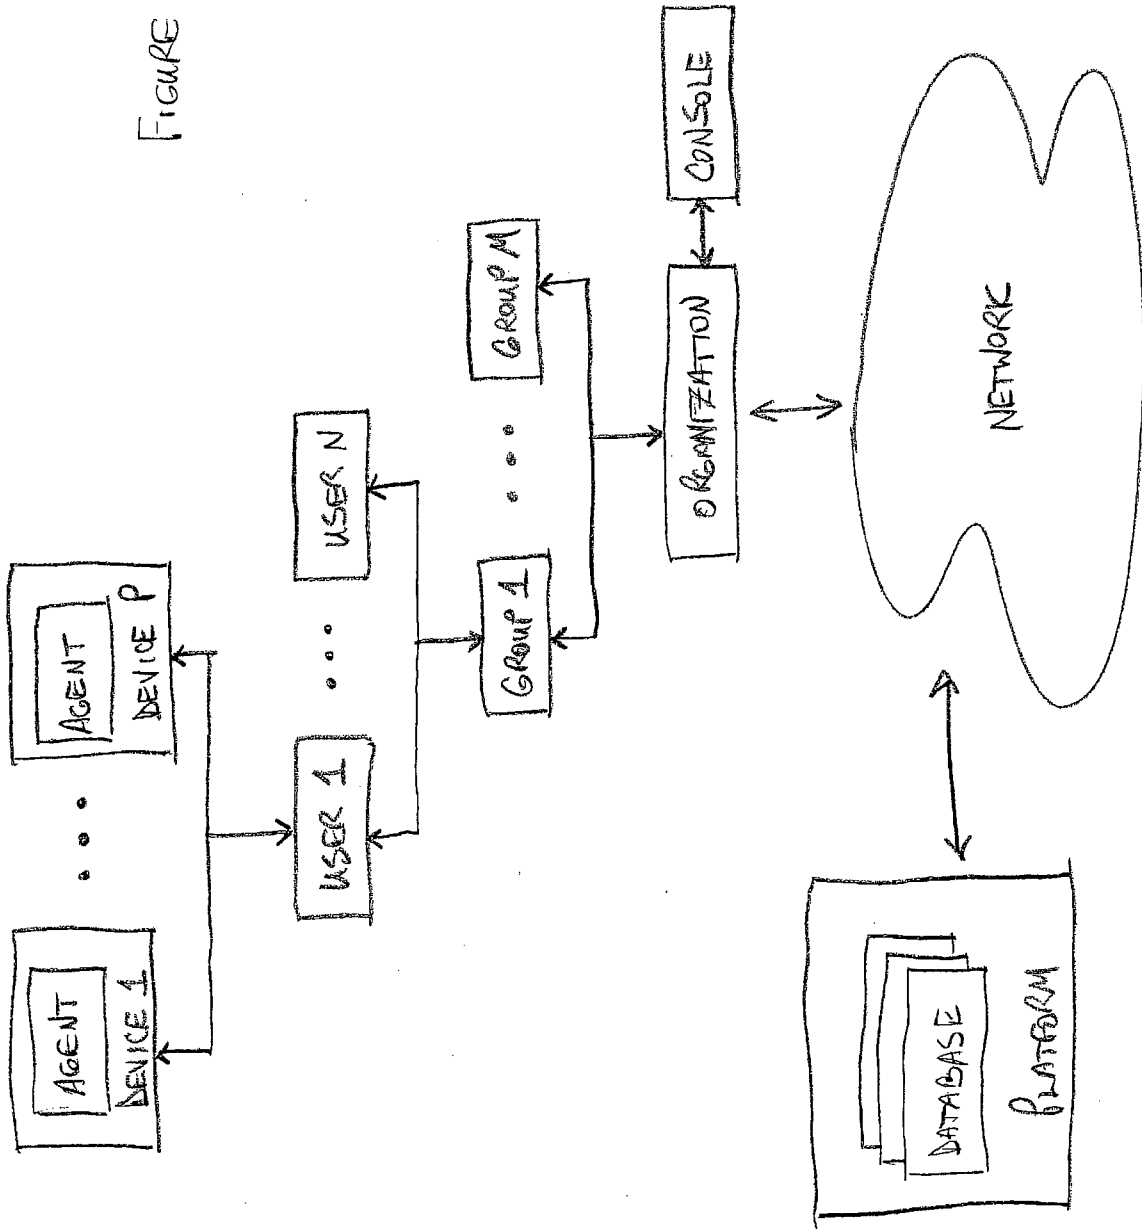 FIGURE
AGENT
DEVICE 1
• • •
AGENT
DEVICE P
USER 1
• • •
USER N
GROUP 1
• • •
GROUP M
ORGANIZATION
CONSOLE
NETWORK
DATABASE
PLATFORM